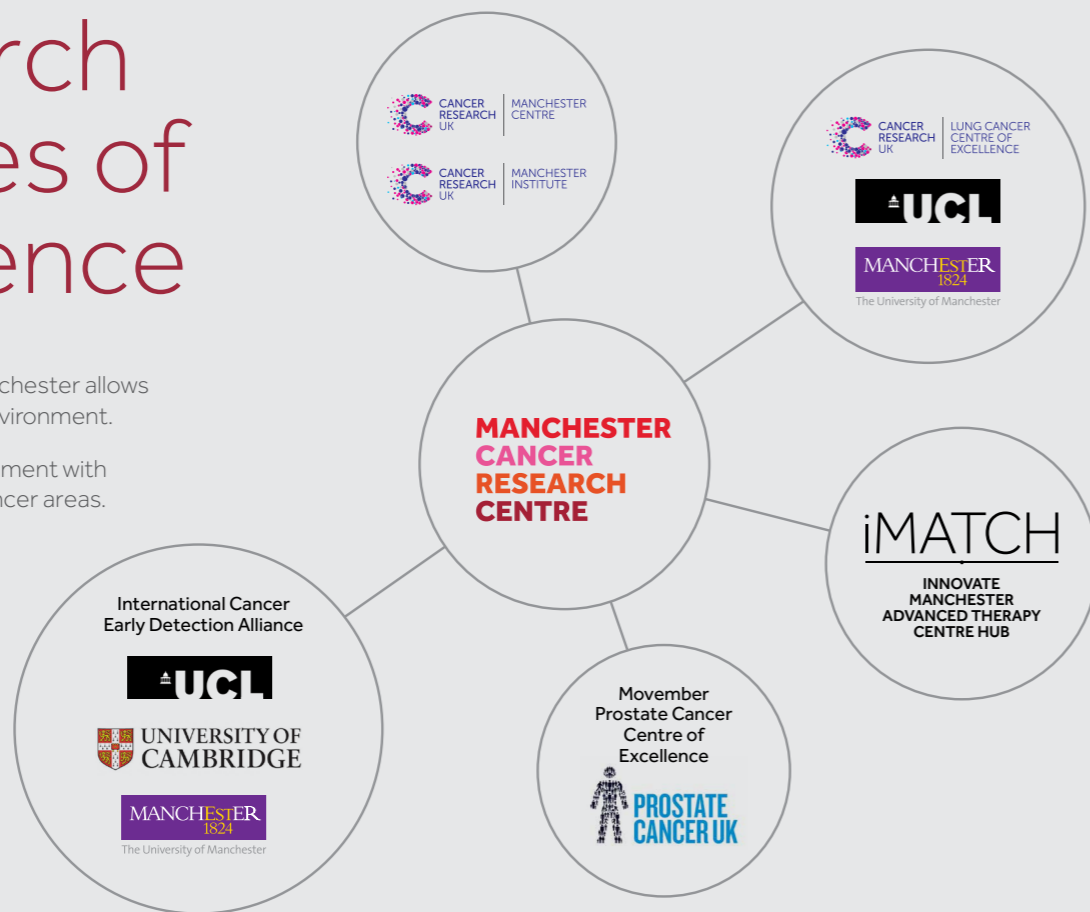 rch
es of
ence
chester allows
vironment.
ment with
ncer areas.
CANCER
RESEARCH
UK
MANCHESTER
CENTRE
CANCER
RESEARCH
UK
MANCHESTER
INSTITUTE
CANCER
RESEARCH
UK
LUNG CANCER
CENTRE OF
EXCELLENCE
UCL
MANCHESTER
1824
The University of Manchester
MANCHESTER
CANCER
RESEARCH
CENTRE
iMATCH
INNOVATE
MANCHESTER
ADVANCED THERAPY
CENTRE HUB
International Cancer
Early Detection Alliance
UCL
UNIVERSITY OF
CAMBRIDGE
MANCHESTER
1824
The University of Manchester
Movember
Prostate Cancer
Centre of
Excellence
PROSTATE
CANCER UK